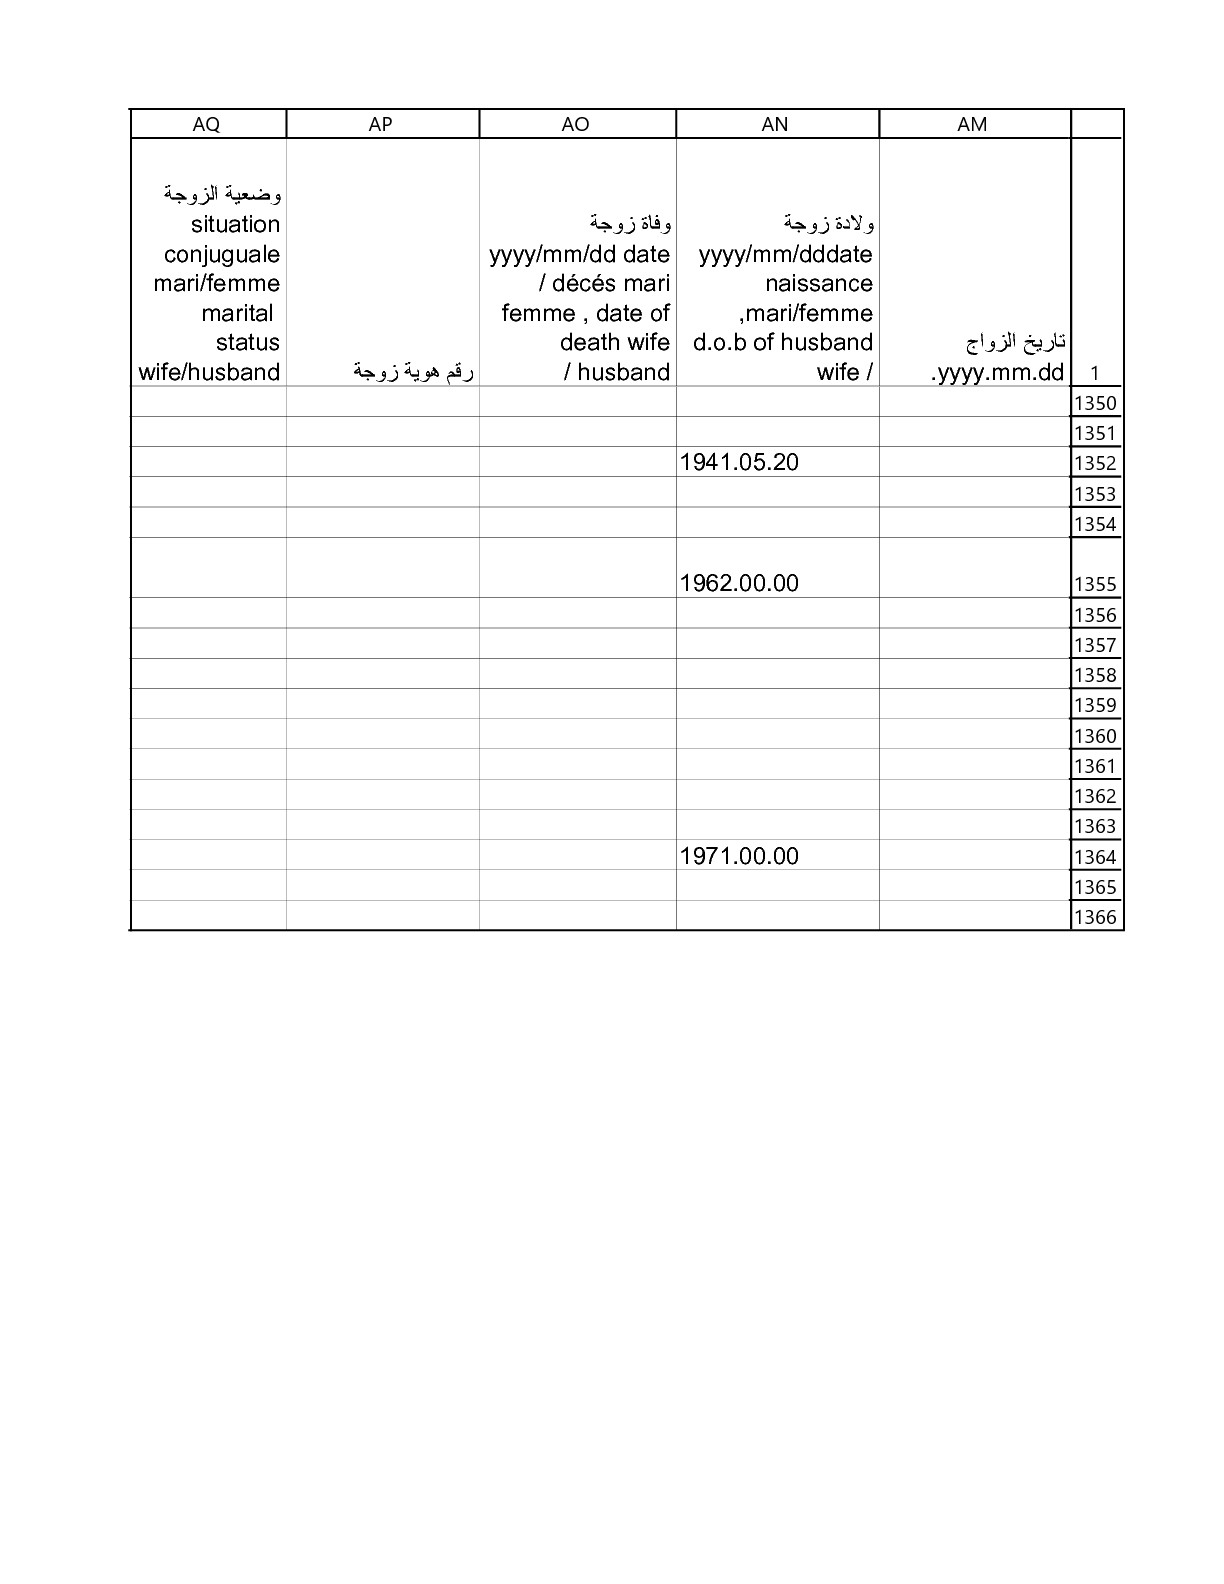 AQ AP AO AN AM
وضعية الزوجة
situation
conjuguale
mari/femme
marital
status
wife/husband
رقم هوية زوجة
وفاة زوجة
yyyy/mm/dd date
/ décés mari
femme , date of
death wife
/ husband
ولادة زوجة
yyyy/mm/dddate
naissance
,mari/femme
d.o.b of husband
wife /
تاريخ الزواج
.yyyy.mm.dd
1
1350
1351
1941.05.20 1352
1353
1354
1962.00.00 1355
1356
1357
1358
1359
1360
1361
1362
1363
1971.00.00 1364
1365
1366